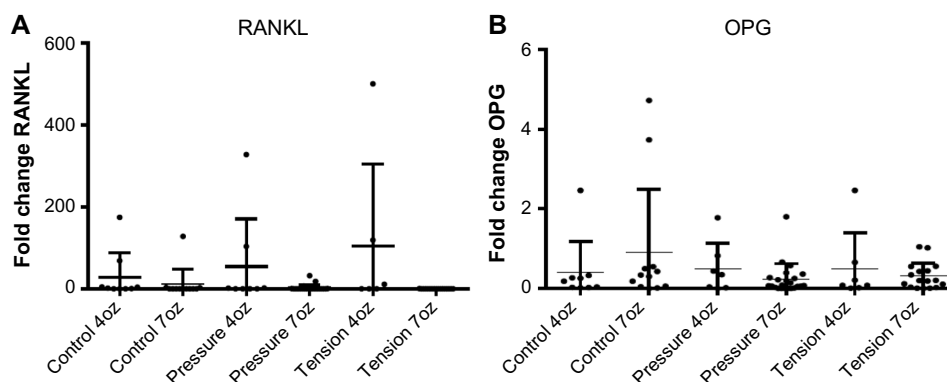 A
RANKL
Fold change RANKL
600
400
200
0
Control 4oz
Control 7oz
Pressure 4oz
Pressure 7oz
Tension 4oz
Tension 7oz
B
OPG
Fold change OPG
6
4
2
0
Control 4oz
Control 7oz
Pressure 4oz
Pressure 7oz
Tension 4oz
Tension 7oz